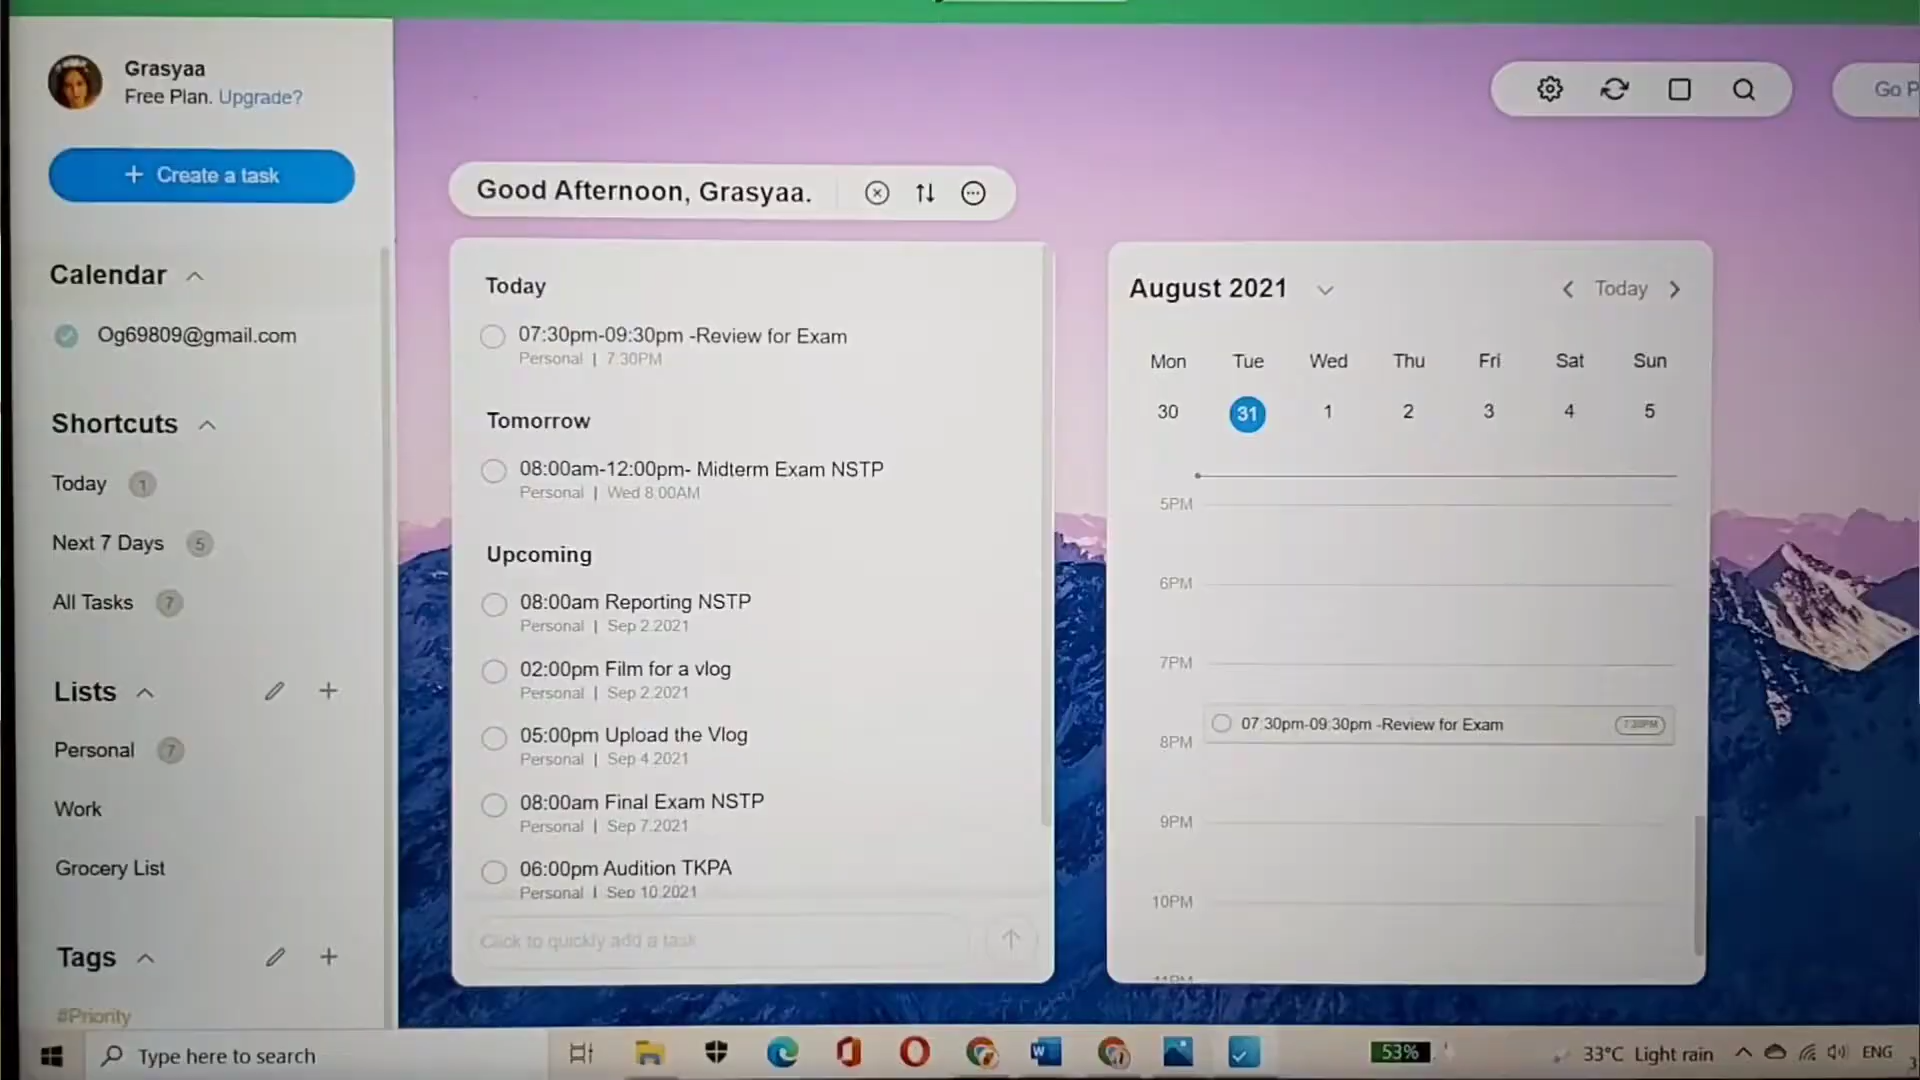 Grasyaa
Free Plan. Upgrade?
+ Create a task
Calendar
Og69809@gmail.com
Shortcuts
Today 1
Next 7 Days 5
All Tasks 7
Lists
Personal 7
Work
Grocery List
Tags
#Priority
Go P
Good Afternoon, Grasyaa.
Today
07:30pm-09:30pm -Review for Exam
Personal | 7:30PM
Tomorrow
08:00am-12:00pm- Midterm Exam NSTP
Personal | Wed 8:00AM
Upcoming
08:00am Reporting NSTP
Personal | Sep 2.2021
02:00pm Film for a vlog
Personal | Sep 2.2021
05:00pm Upload the Vlog
Personal | Sep 4 2021
08:00am Final Exam NSTP
Personal | Sep 7.2021
06:00pm Audition TKPA
Personal | Sep 10 2021
Click to quickly add a task
August 2021
Today
Mon Tue Wed Thu Fri Sat Sun
30 31 1 2 3 4 5
5PM
6PM
7PM
07:30pm-09:30pm -Review for Exam 7:30PM
8PM
9PM
10PM
11PM
Type here to search
53%
33°C Light rain
ENG